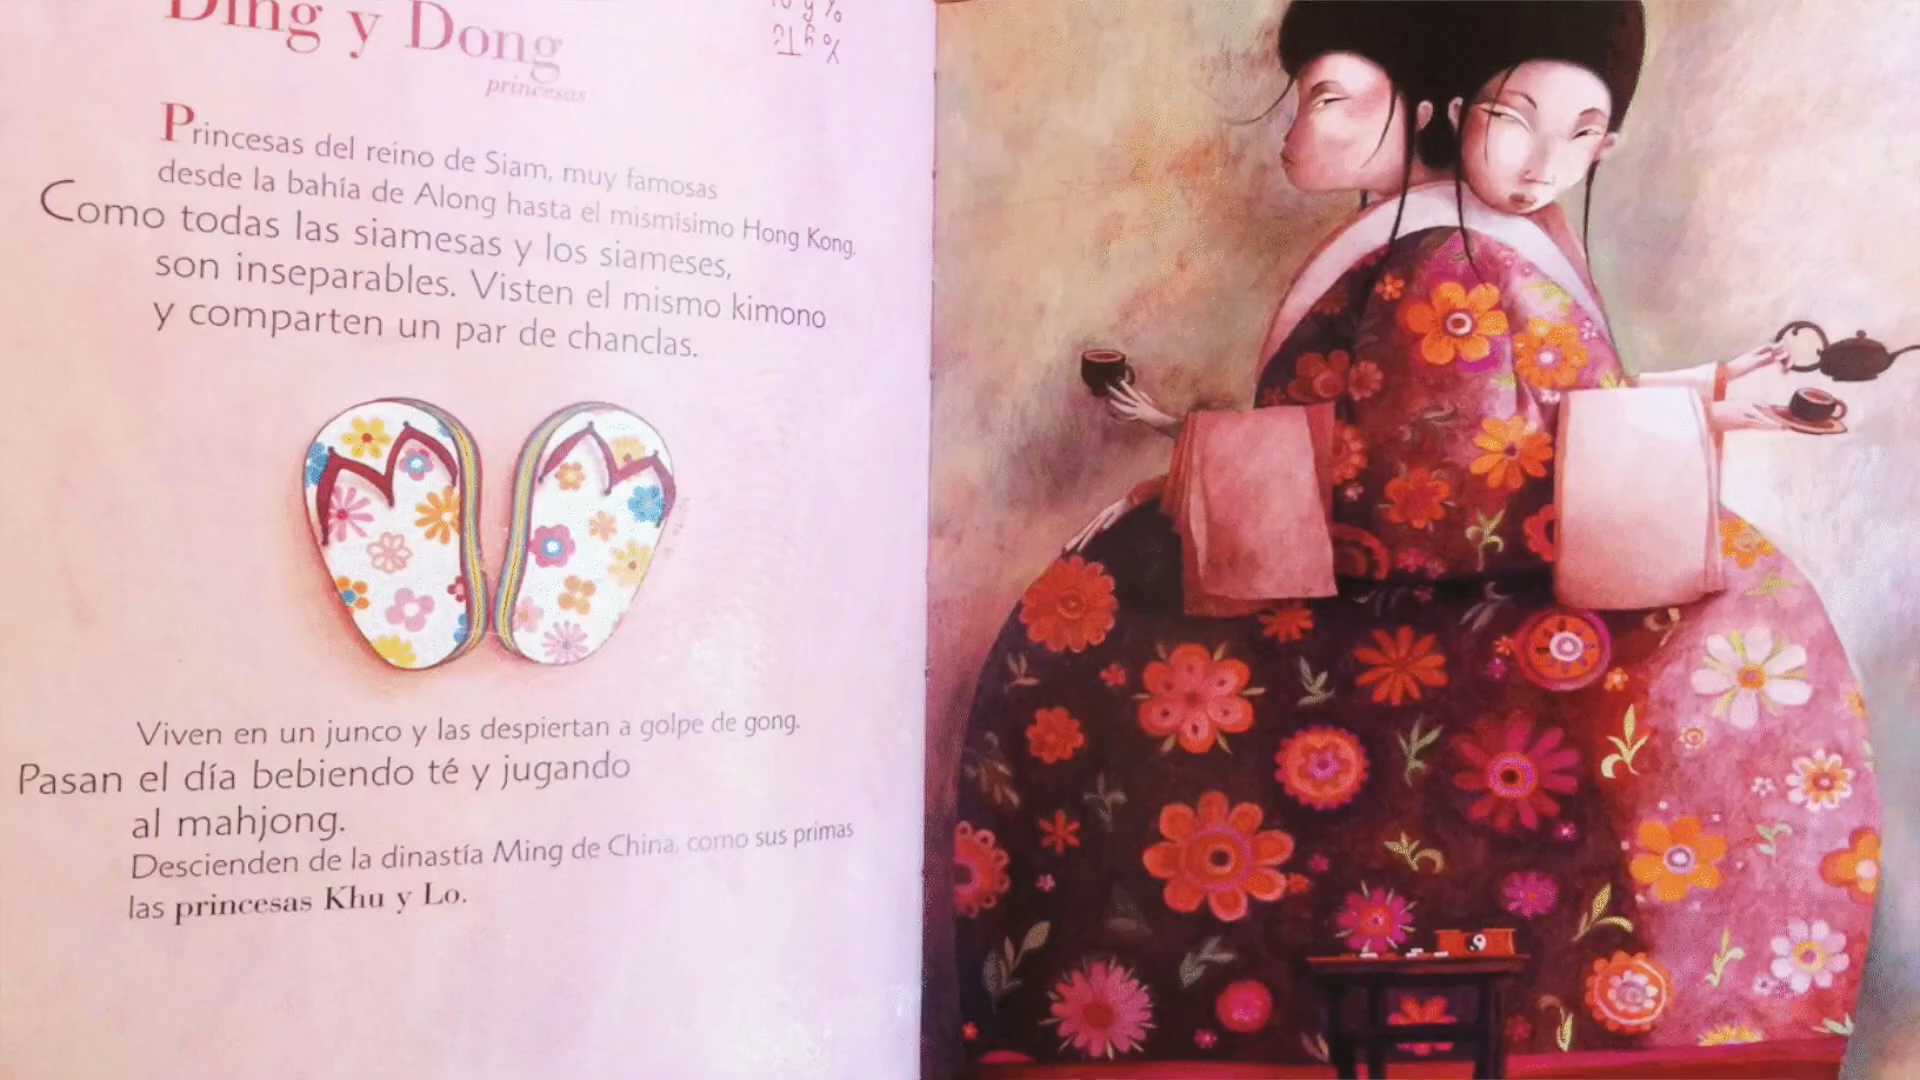 Ding y Dong
princesas
Princesas del reino de Siam, muy famosas
desde la bahía de Along hasta el mismísimo Hong Kong.
Como todas las siamesas y los siameses,
son inseparables. Visten el mismo kimono
y comparten un par de chanclas.
Viven en un junco y las despiertan a golpe de gong.
Pasan el día bebiendo té y jugando
al mahjong.
Descienden de la dinastía Ming de China, como sus primas
las princesas Khu y Lo.